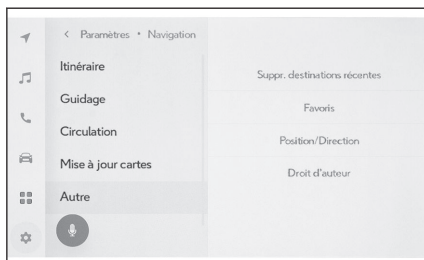 < Paramètres • Navigation
Itinéraire
Guidage
Circulation
Mise à jour cartes
Autre
Suppr. destinations récentes
Favoris
Position/Direction
Droit d'auteur